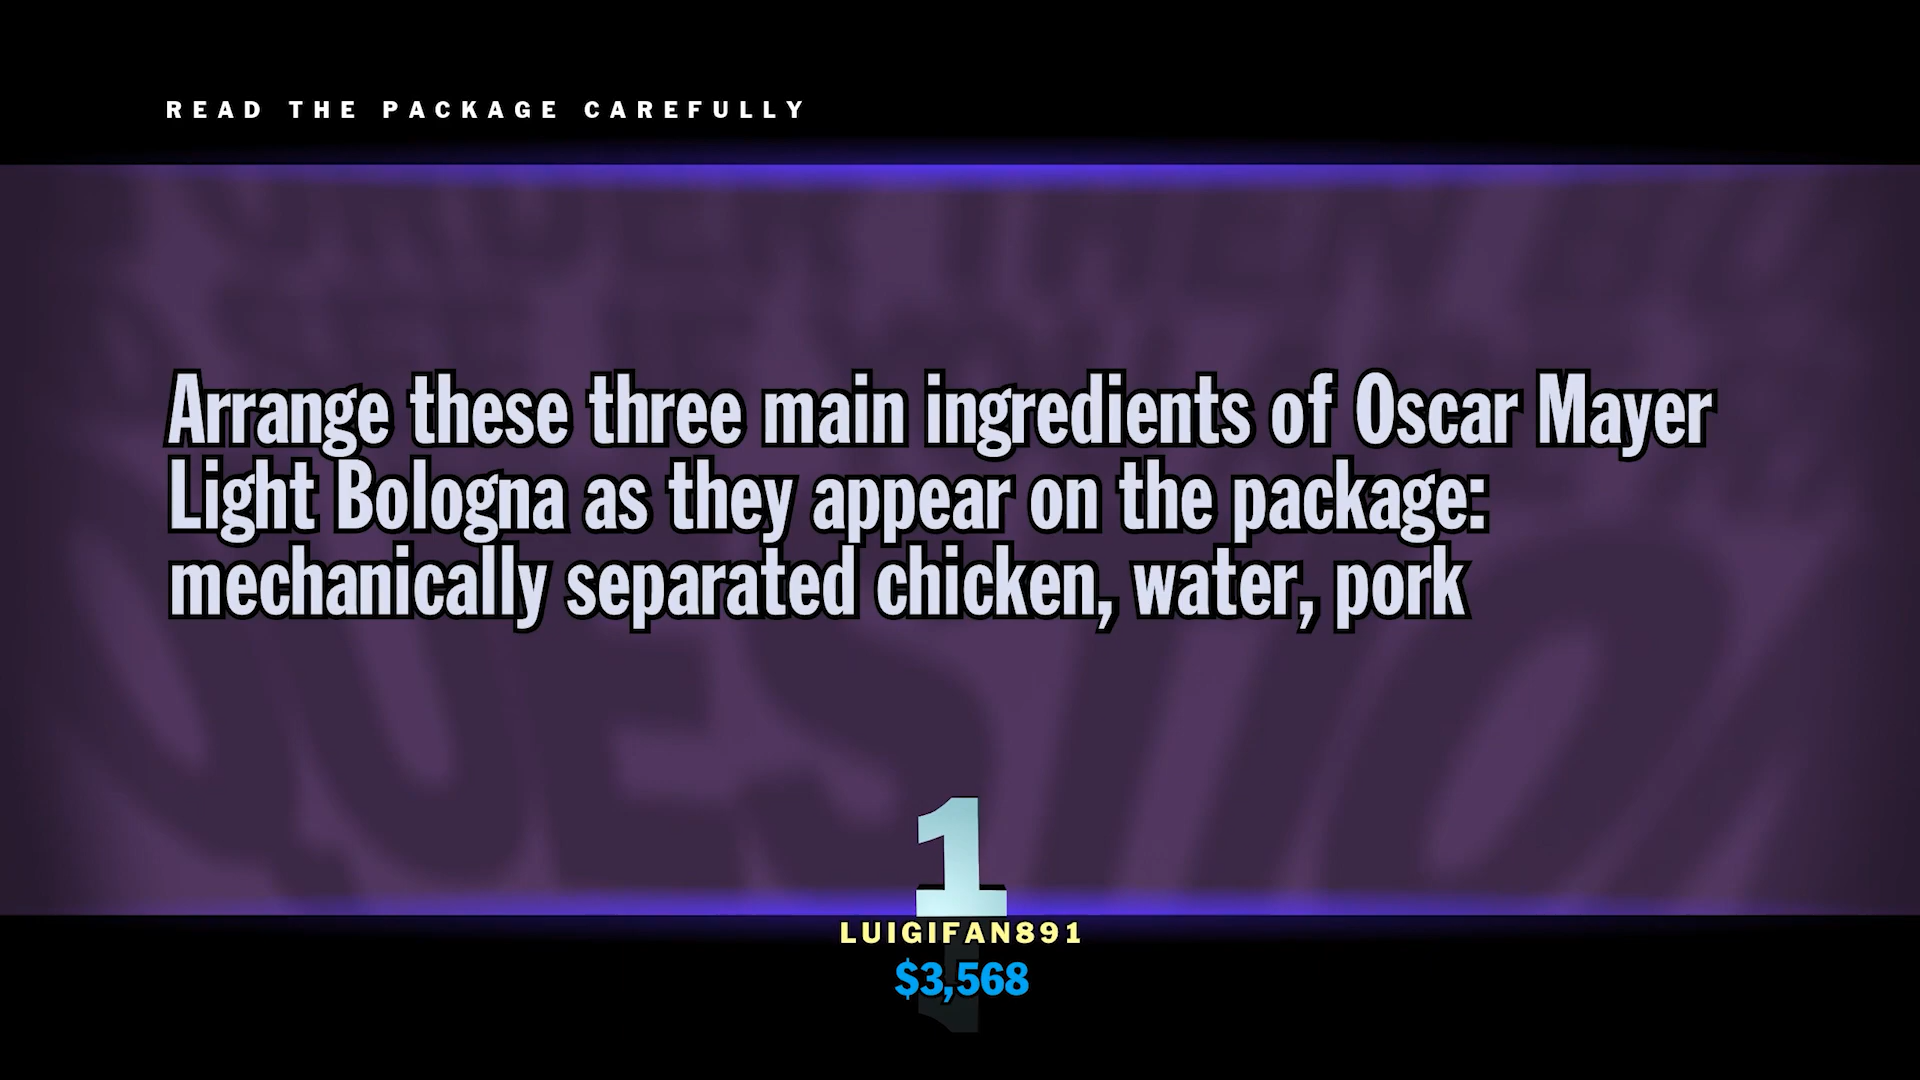 READ THE PACKAGE CAREFULLY
Arrange these three main ingredients of Oscar Mayer
Light Bologna as they appear on the package:
mechanically separated chicken, water, pork
1
LUIGIFAN891
$3,568